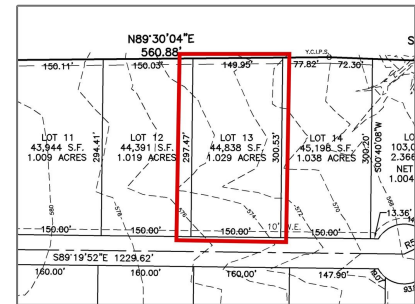 N89°30'04"E
560.88'
S
Y.C.I.P.S.
150.11'
150.03'
149.95'
77.82'
72.30'
LOT 11
43,944 S.F.
1.009 ACRES
294.41'
LOT 12
44,391 S.F.
1.019 ACRES
297.47'
LOT 13
44,838 S.F.
1.029 ACRES
300.53'
LOT 14
45,198 S.F.
1.038 ACRES
300.20'
S00°40'08"W
LO
103,0
2.366
NET
1.004
580
578
576
574
572
570
568
13.36'
150.00'
150.00'
150.00'
10'
150.00'
S89°19'52"E 1229.62'
160.00'
160.00'
160.00'
147.90'